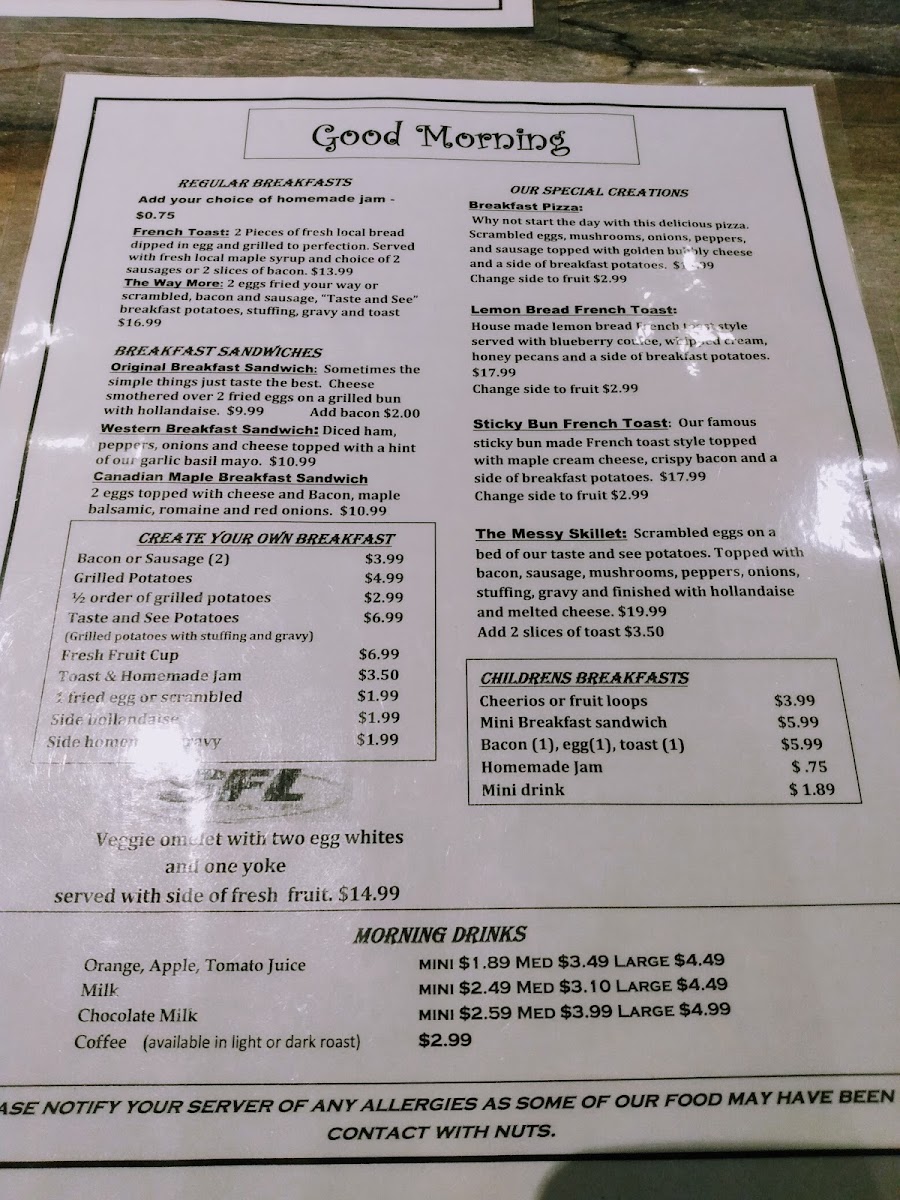 Good Morning
REGULAR BREAKFASTS
Add your choice of homemade jam -
$0.75
French Toast: 2 Pieces of fresh local bread
dipped in egg and grilled to perfection. Served
with fresh local maple syrup and choice of 2
sausages or 2 slices of bacon. $13.99
The Way More: 2 eggs fried your way or
scrambled, bacon and sausage, "Taste and See"
breakfast potatoes, stuffing, gravy and toast
$16.99
BREAKFAST SANDWICHES
Original Breakfast Sandwich: Sometimes the
simple things just taste the best. Cheese
smothered over 2 fried eggs on a grilled bun
with hollandaise. $9.99 Add bacon $2.00
Western Breakfast Sandwich: Diced ham,
peppers, onions and cheese topped with a hint
of our garlic basil mayo. $10.99
Canadian Maple Breakfast Sandwich
2 eggs topped with cheese and Bacon, maple
balsamic, romaine and red onions. $10.99
CREATE YOUR OWN BREAKFAST
Bacon or Sausage (2) $3.99
Grilled Potatoes $4.99
½ order of grilled potatoes $2.99
Taste and See Potatoes $6.99
(Grilled potatoes with stuffing and gravy)
Fresh Fruit Cup $6.99
Toast & Homemade Jam $3.50
1 fried egg or scrambled $1.99
Side hollandaise $1.99
Side gravy $1.99
SFL
Veggie omelet with two egg whites
and one yoke
served with side of fresh fruit. $14.99
OUR SPECIAL CREATIONS
Breakfast Pizza:
Why not start the day with this delicious pizza.
Scrambled eggs, mushrooms, onions, peppers,
and sausage topped with golden bubbly cheese
and a side of breakfast potatoes.
Change side to fruit $2.99
Lemon Bread French Toast:
House made lemon bread French toast style
served with blueberry whipped cream,
honey pecans and a side of breakfast potatoes.
$17.99
Change side to fruit $2.99
Sticky Bun French Toast: Our famous
sticky bun made French toast style topped
with maple cream cheese, crispy bacon and a
side of breakfast potatoes. $17.99
Change side to fruit $2.99
The Messy Skillet: Scrambled eggs on a
bed of our taste and see potatoes. Topped with
bacon, sausage, mushrooms, peppers, onions,
stuffing, gravy and finished with hollandaise
and melted cheese. $19.99
Add 2 slices of toast $3.50
CHILDRENS BREAKFASTS
Cheerios or fruit loops $3.99
Mini Breakfast sandwich $5.99
Bacon (1), egg(1), toast (1) $5.99
Homemade Jam $ .75
Mini drink $ 1.89
MORNING DRINKS
Orange, Apple, Tomato Juice MINI $1.89 MED $3.49 LARGE $4.49
Milk MINI $2.49 MED $3.10 LARGE $4.49
Chocolate Milk MINI $2.59 MED $3.99 LARGE $4.99
Coffee (available in light or dark roast) $2.99
ASE NOTIFY YOUR SERVER OF ANY ALLERGIES AS SOME OF OUR FOOD MAY HAVE BEEN
CONTACT WITH NUTS.